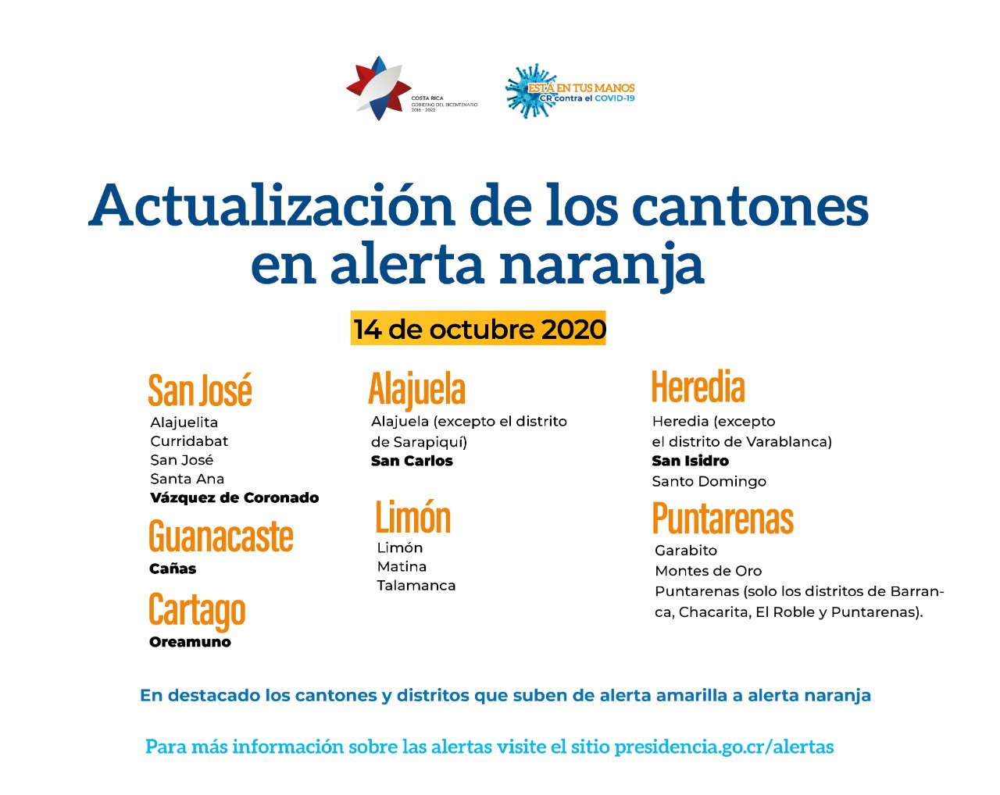 COSTA RICA
GOBIERNO DEL BICENTENARIO
2018 - 2022
ESTÁ EN TUS MANOS
CR contra el COVID-19
Actualización de los cantones
en alerta naranja
14 de octubre 2020
San José
Alajuelita
Curridabat
San José
Santa Ana
Vázquez de Coronado
Guanacaste
Cañas
Cartago
Oreamuno
Alajuela
Alajuela (excepto el distrito
de Sarapiquí)
San Carlos
Limón
Limón
Matina
Talamanca
Heredia
Heredia (excepto
el distrito de Varablanca)
San Isidro
Santo Domingo
Puntarenas
Garabito
Montes de Oro
Puntarenas (solo los distritos de Barran-
ca, Chacarita, El Roble y Puntarenas).
En destacado los cantones y distritos que suben de alerta amarilla a alerta naranja
Para más información sobre las alertas visite el sitio presidencia.go.cr/alertas